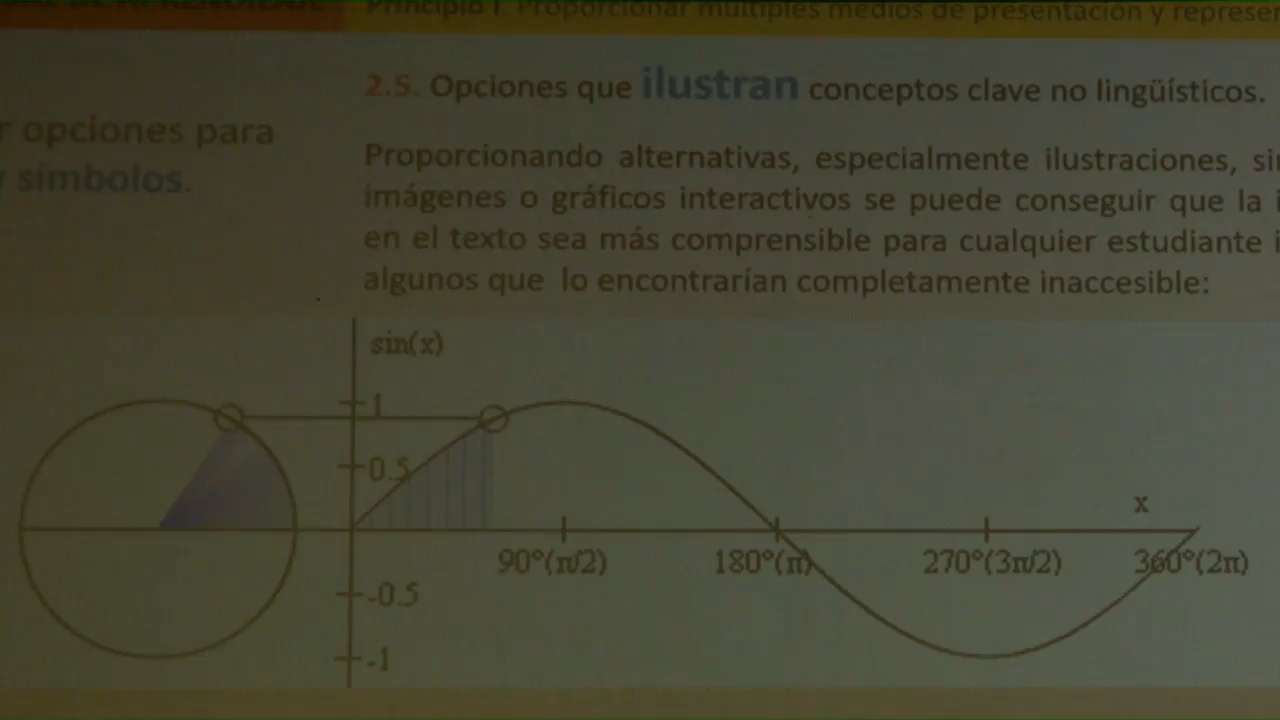 Principio I. Proporcionar múltiples medios de presentación y
2.5. Opciones que ilustran conceptos clave no lingüísticos.
opciones para
símbolos.
Proporcionando alternativas, especialmente ilustraciones,
imágenes o gráficos interactivos se puede conseguir que la
en el texto sea más comprensible para cualquier estudiante
algunos que lo encontrarían completamente inaccesible:
sin(x)
1
0.5
x
90°(π/2) 180°(π) 270°(3π/2) 360°(2π)
-0.5
-1